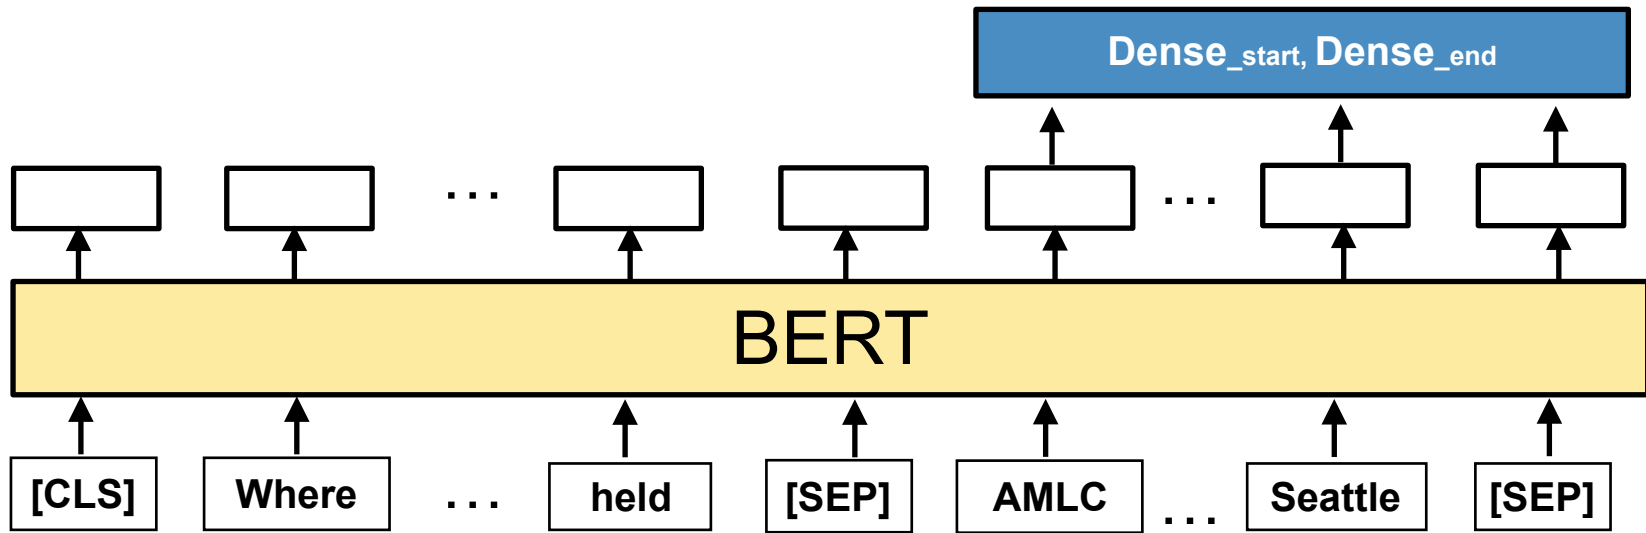 Dense_start, Dense_end
... ...
BERT
[CLS] Where ... held [SEP] AMLC ... Seattle [SEP]